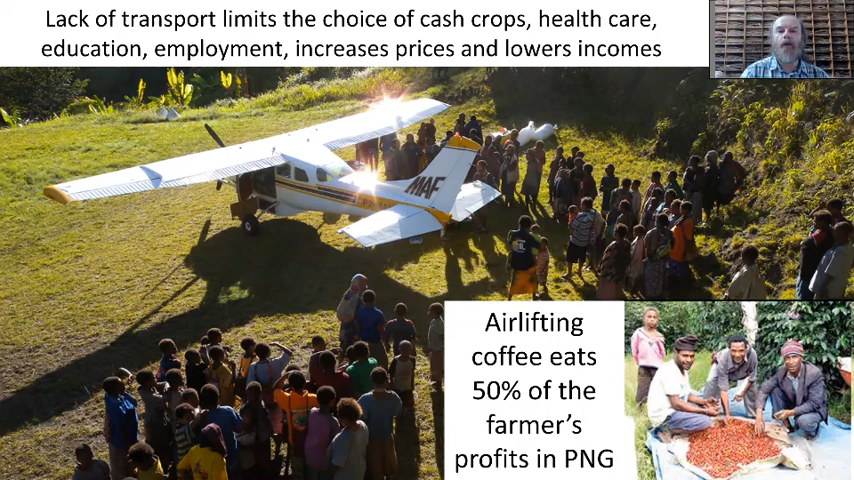 Lack of transport limits the choice of cash crops, health care,
education, employment, increases prices and lowers incomes
MAF
Airlifting
coffee eats
50% of the
farmer's
profits in PNG